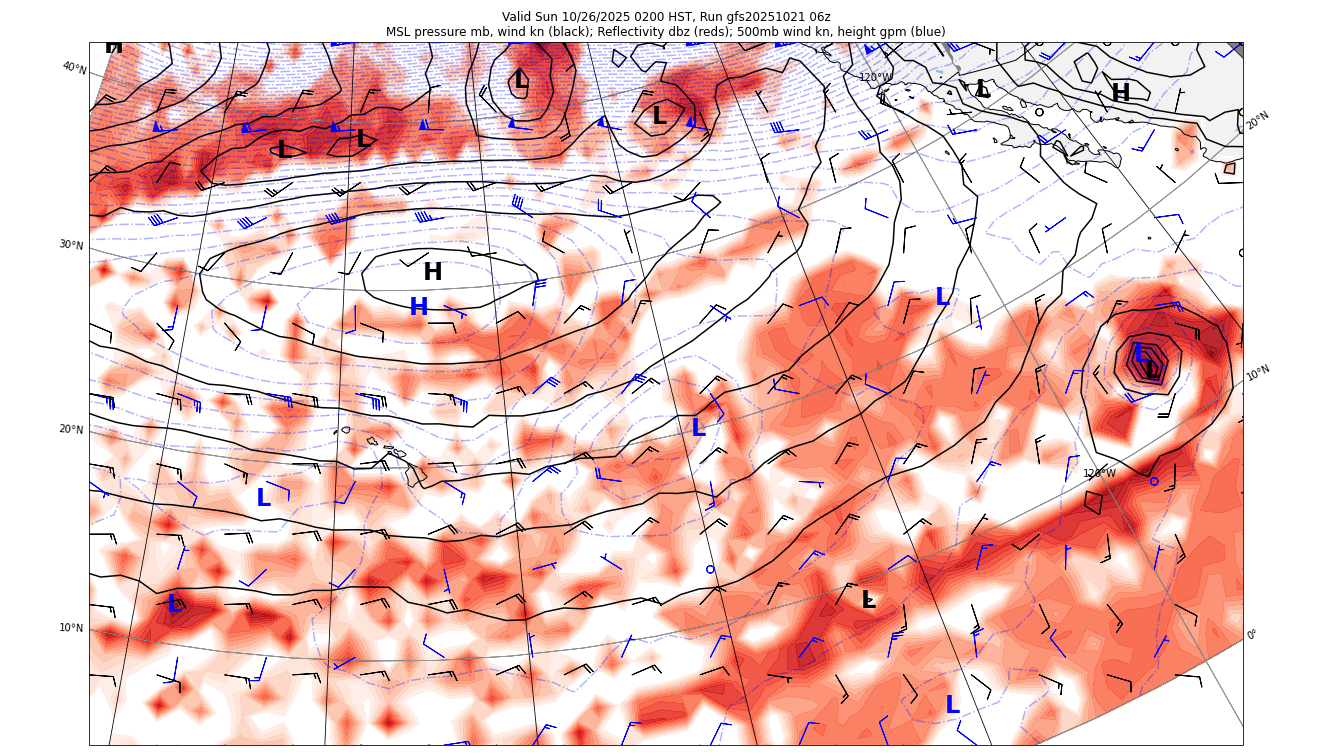 Valid Sun 10/26/2025 0200 HST, Run gfs20251021 06z
MSL pressure mb, wind kn (black); Reflectivity dbz (reds); 500mb wind kn, height gpm (blue)
H
40°N
L
120°W
L
H
L
20°N
L
L
30°N
H
H
L
L
L
10°N
20°N
L
120°W
L
L
L
10°N
0°
L